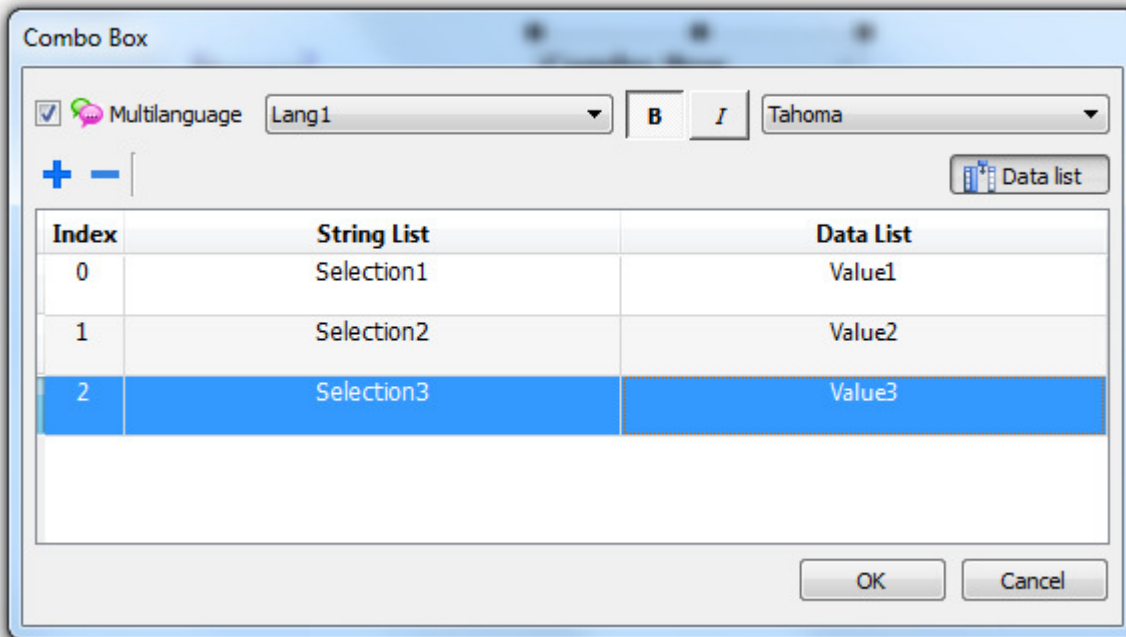 Combo Box
Multilanguage Lang1 B I Tahoma
Data list
Index String List Data List
0 Selection1 Value1
1 Selection2 Value2
2 Selection3 Value3
OK Cancel